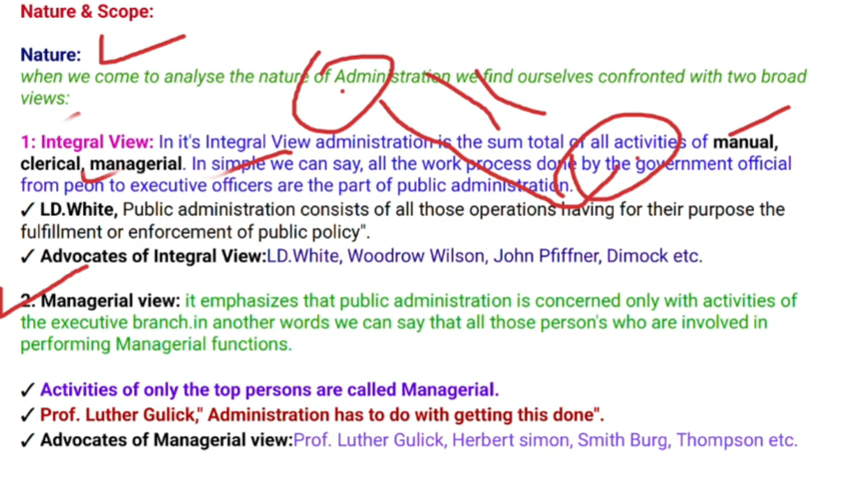 Nature & Scope:
Nature:
when we come to analyse the nature of Administration we find ourselves confronted with two broad
views:
1: Integral View: In it's Integral View administration is the sum total of all activities of manual,
clerical, managerial. In simple we can say, all the work process done by the government official
from peon to executive officers are the part of public administration.
✓ LD.White, Public administration consists of all those operations having for their purpose the
fulfillment or enforcement of public policy".
✓ Advocates of Integral View:LD.White, Woodrow Wilson, John Pfiffner, Dimock etc.
2. Managerial view: it emphasizes that public administration is concerned only with activities of
the executive branch.in another words we can say that all those person's who are involved in
performing Managerial functions.
✓ Activities of only the top persons are called Managerial.
✓ Prof. Luther Gulick," Administration has to do with getting this done".
✓ Advocates of Managerial view:Prof. Luther Gulick, Herbert simon, Smith Burg, Thompson etc.